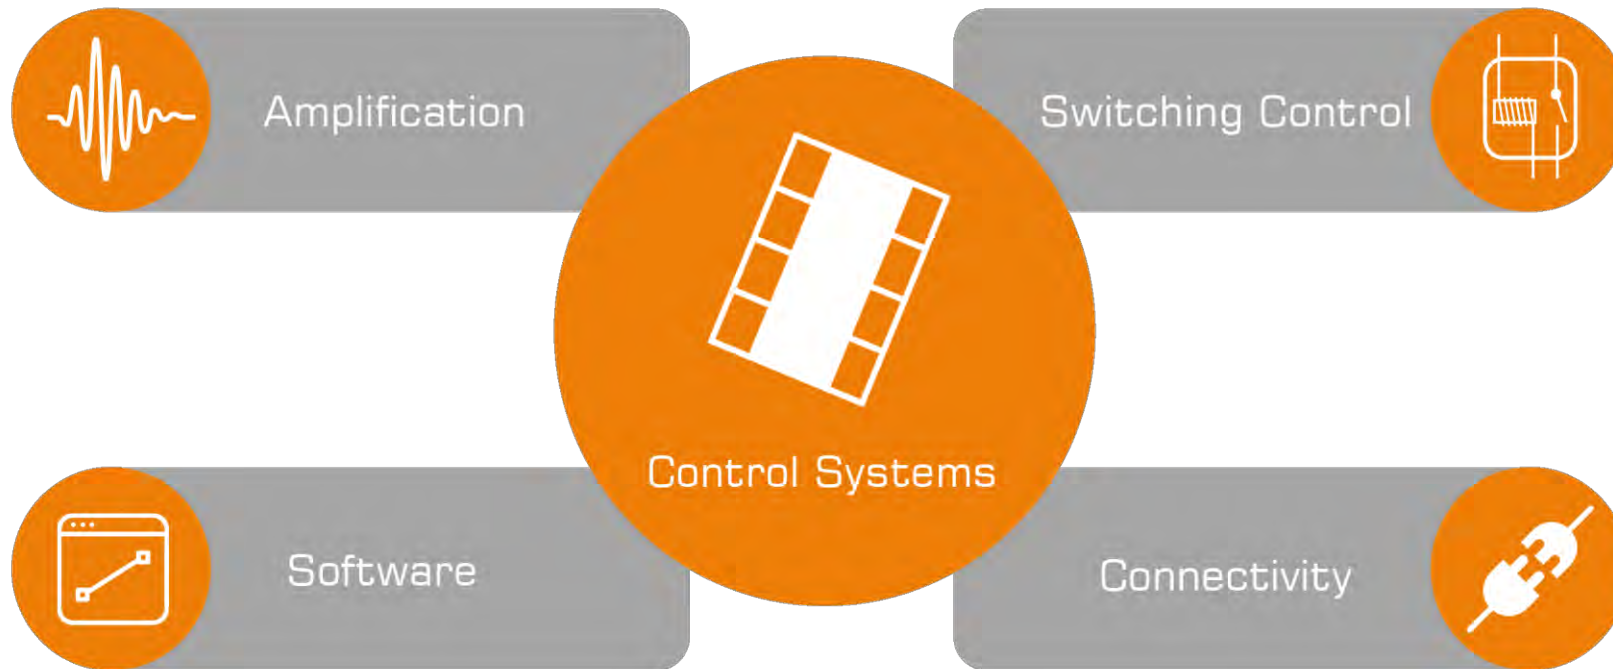 Amplification
Switching Control
Control Systems
Software
Connectivity